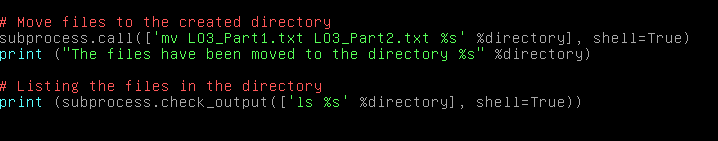 # Move files to the created directory
subprocess.call(['mv LO3_Part1.txt LO3_Part2.txt %s' %directory], shell=True)
print ("The files have been moved to the directory %s" %directory)
# Listing the files in the directory
print (subprocess.check_output(['ls %s' %directory], shell=True))